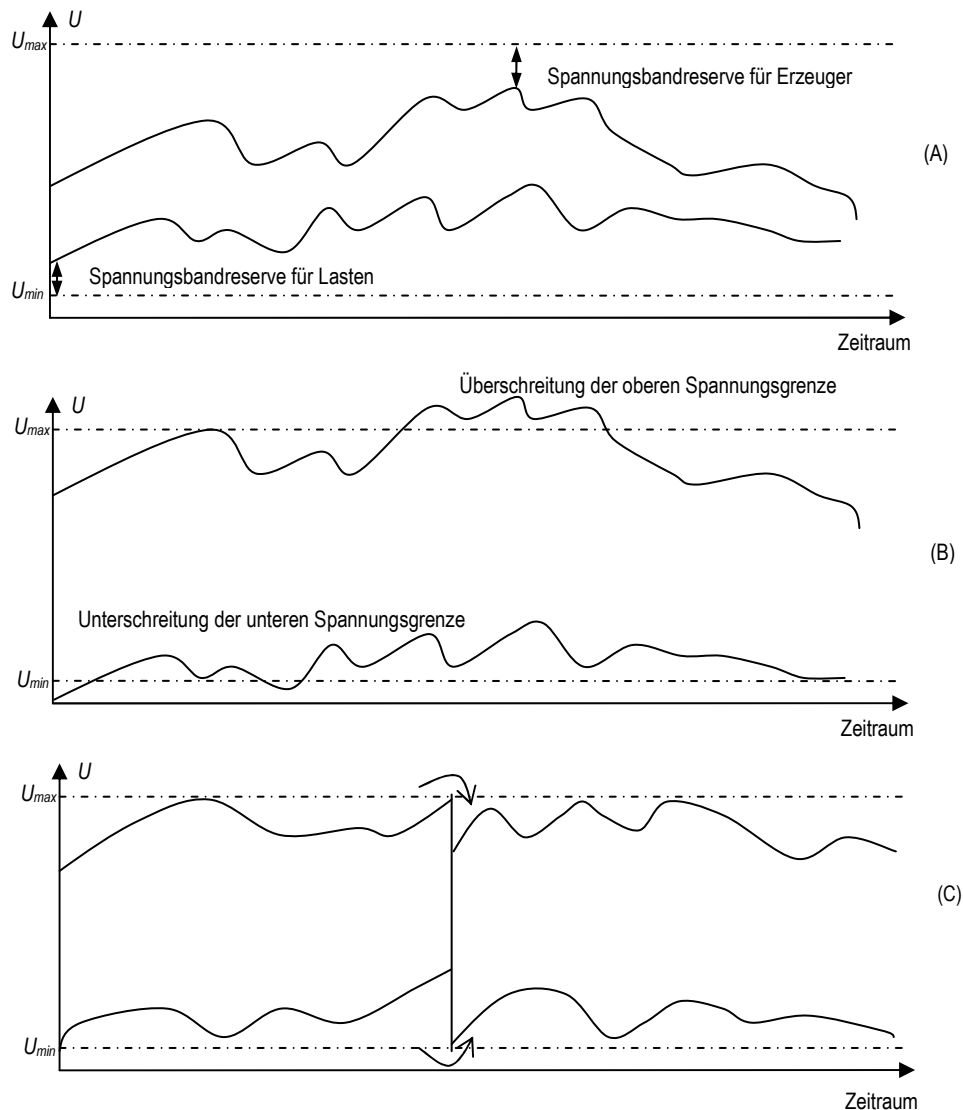 U
Umax
Spannungsbandreserve für Erzeuger
(A)
Spannungsbandreserve für Lasten
Umin
Zeitraum
Überschreitung der oberen Spannungsgrenze
U
Umax
(B)
Unterschreitung der unteren Spannungsgrenze
Umin
Zeitraum
U
Umax
(C)
Umin
Zeitraum